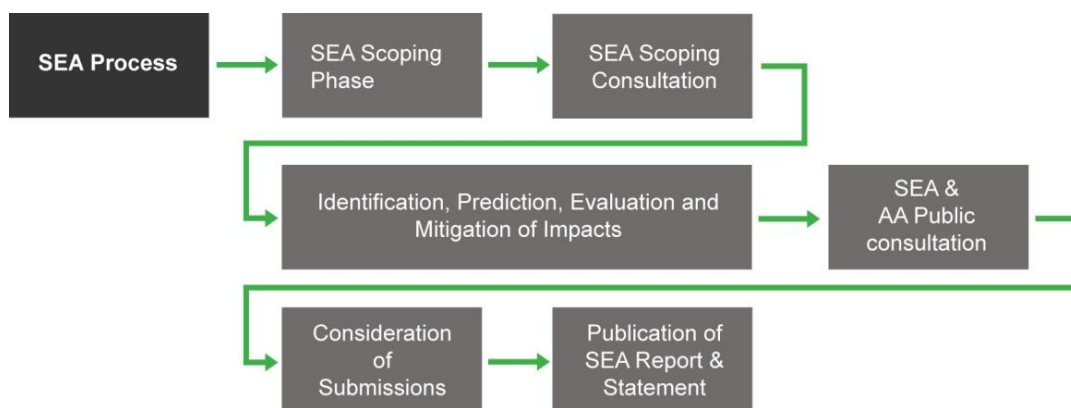 SEA Process
SEA Scoping
Phase
SEA Scoping
Consultation
Identification, Prediction, Evaluation and
Mitigation of Impacts
SEA &
AA Public
consultation
Consideration
of
Submissions
Publication of
SEA Report &
Statement